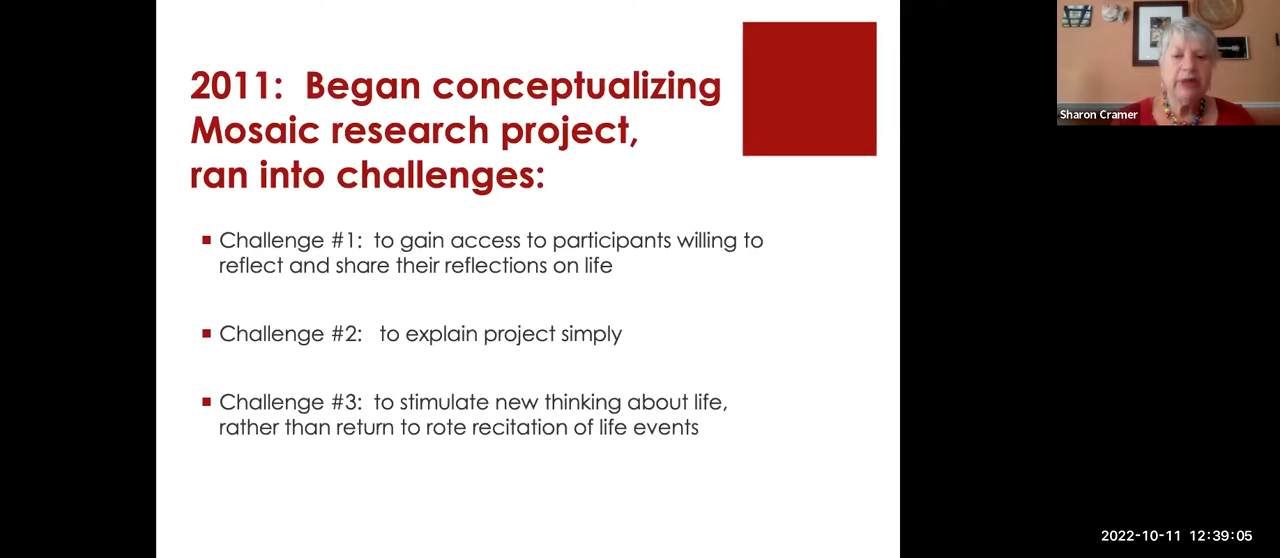 2011:  Began conceptualizing
Mosaic research project,
ran into challenges:
Challenge #1:  to gain access to participants willing to
reflect and share their reflections on life
Challenge #2:   to explain project simply
Challenge #3:  to stimulate new thinking about life,
rather than return to rote recitation of life events
Sharon Cramer
2022-10-11  12:39:05